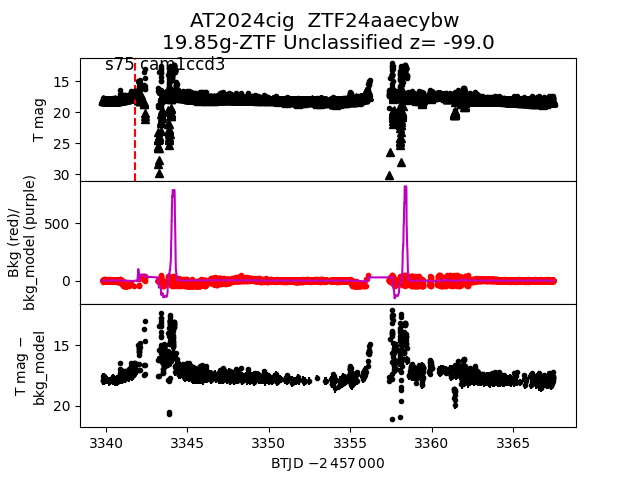 AT2024cig  ZTF24aaecybw
19.85g-ZTF Unclassified z= -99.0
s75 cam1ccd3
15
20
25
30
T mag
500
0
Bkg (red)/
bkg_model (purple)
15
20
T mag −
bkg_model
3340
3345
3350
3355
3360
3365
BTJD −2 457 000